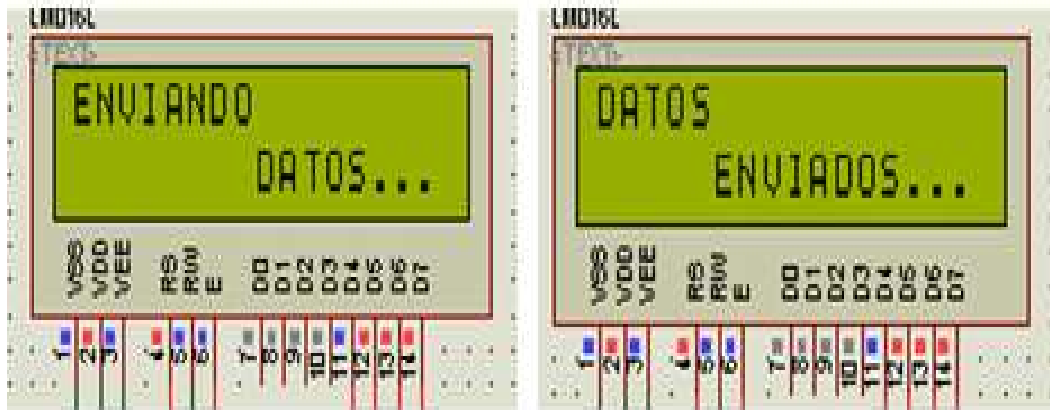 LM016L
<TEXT>
ENVIANDO
DATOS...
VSS
VDD
VEE
RS
RW
E
D0
D1
D2
D3
D4
D5
D6
D7
1
2
3
4
5
6
7
8
9
10
11
12
13
14
LM016L
<TEXT>
DATOS
ENVIADOS...
VSS
VDD
VEE
RS
RW
E
D0
D1
D2
D3
D4
D5
D6
D7
1
2
3
4
5
6
7
8
9
10
11
12
13
14